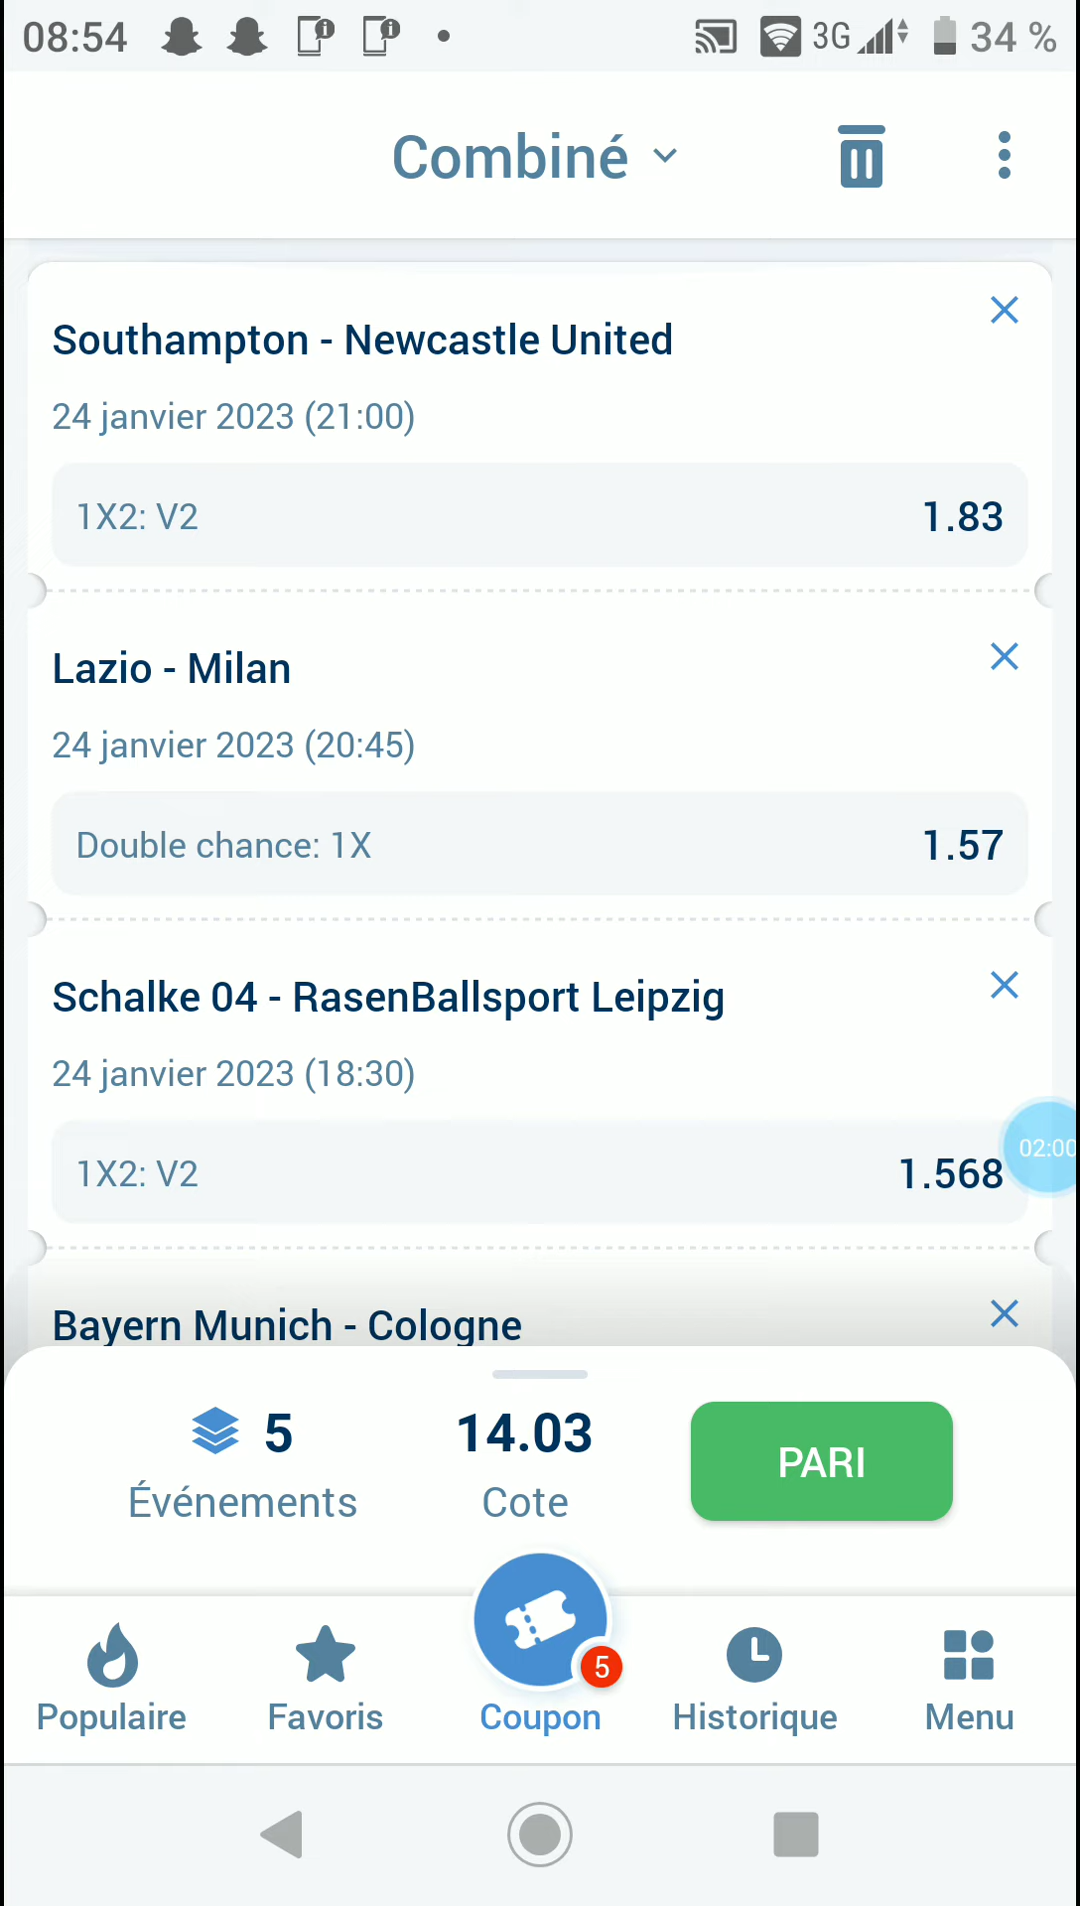 08:54
3G
34 %
Combiné
Southampton - Newcastle United
24 janvier 2023 (21:00)
1X2: V2
1.83
Lazio - Milan
24 janvier 2023 (20:45)
Double chance: 1X
1.57
Schalke 04 - RasenBallsport Leipzig
24 janvier 2023 (18:30)
1X2: V2
1.568
02:00
Bayern Munich - Cologne
5
Événements
14.03
Cote
PARI
5
Populaire
Favoris
Coupon
Historique
Menu